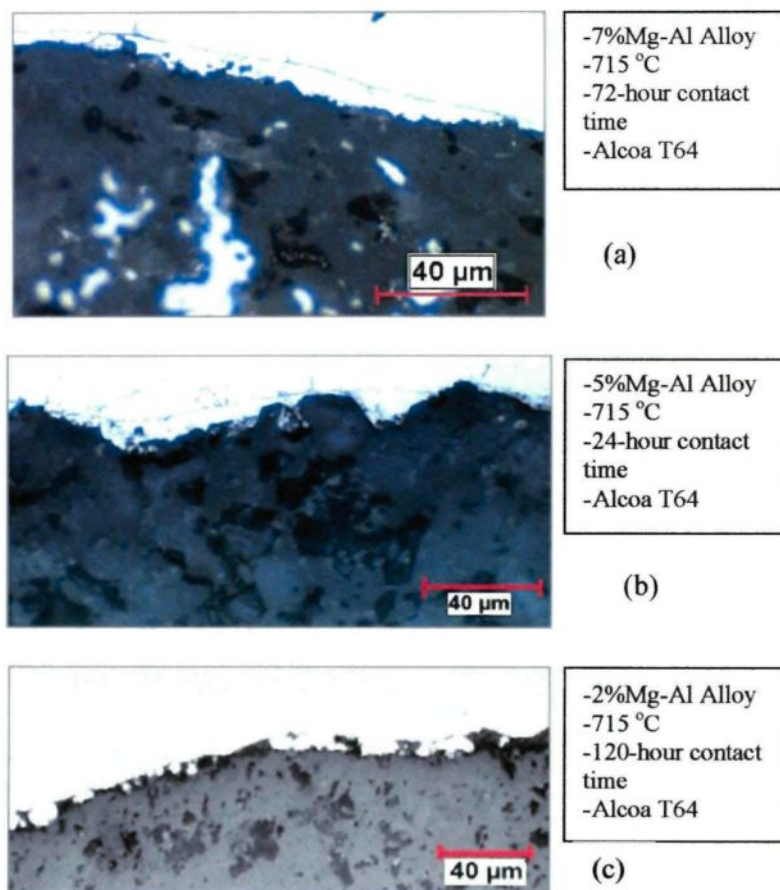 -7%Mg-Al Alloy
-715 °C
-72-hour contact
time
-Alcoa T64
40 µm
(a)
-5%Mg-Al Alloy
-715 °C
-24-hour contact
time
-Alcoa T64
40 µm
(b)
-2%Mg-Al Alloy
-715 °C
-120-hour contact
time
-Alcoa T64
40 µm
(c)